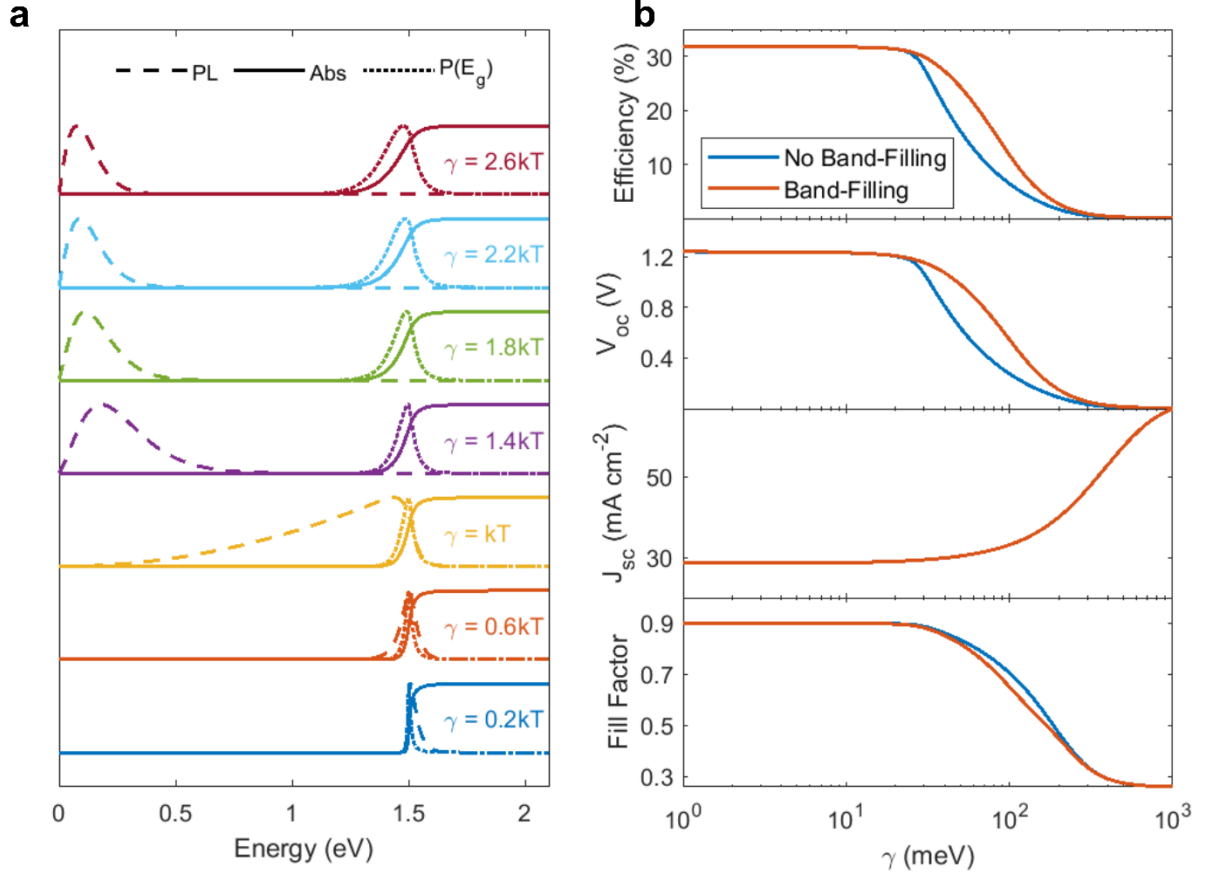 a
PL Abs P(E_g)
γ = 2.6kT
γ = 2.2kT
γ = 1.8kT
γ = 1.4kT
γ = kT
γ = 0.6kT
γ = 0.2kT
0 0.5 1 1.5 2
Energy (eV)
b
Efficiency (%)
30
20
10
No Band-Filling
Band-Filling
V_oc (V)
1.2
0.8
0.4
J_sc (mA cm^-2)
50
30
Fill Factor
0.9
0.7
0.5
0.3
10^0 10^1 10^2 10^3
γ (meV)